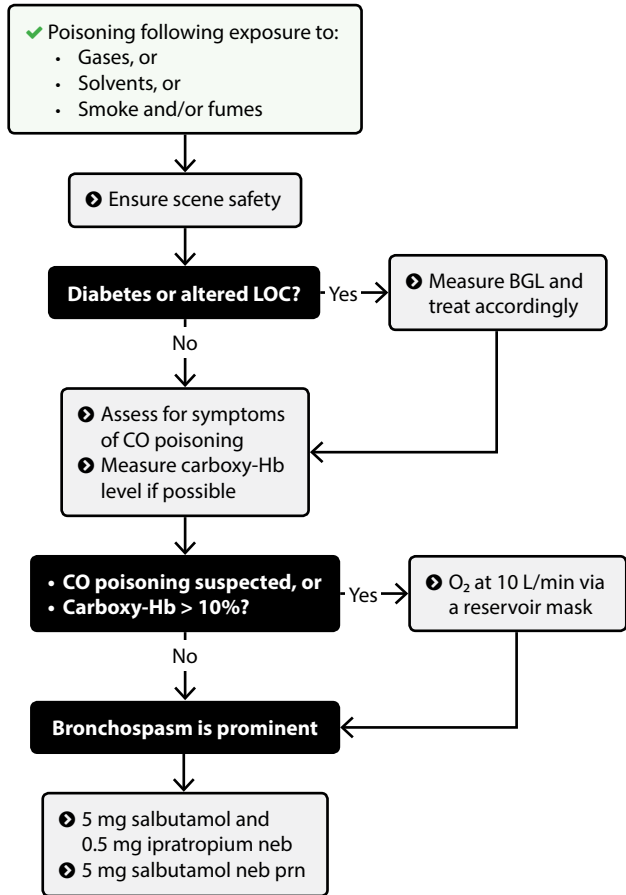 Poisoning following exposure to:
• Gases, or
• Solvents, or
• Smoke and/or fumes
Ensure scene safety
Diabetes or altered LOC?
Yes
Measure BGL and
treat accordingly
No
Assess for symptoms
of CO poisoning
Measure carboxy-Hb
level if possible
• CO poisoning suspected, or
• Carboxy-Hb > 10%?
Yes
O₂ at 10 L/min via
a reservoir mask
No
Bronchospasm is prominent
5 mg salbutamol and
0.5 mg ipratropium neb
5 mg salbutamol neb prn